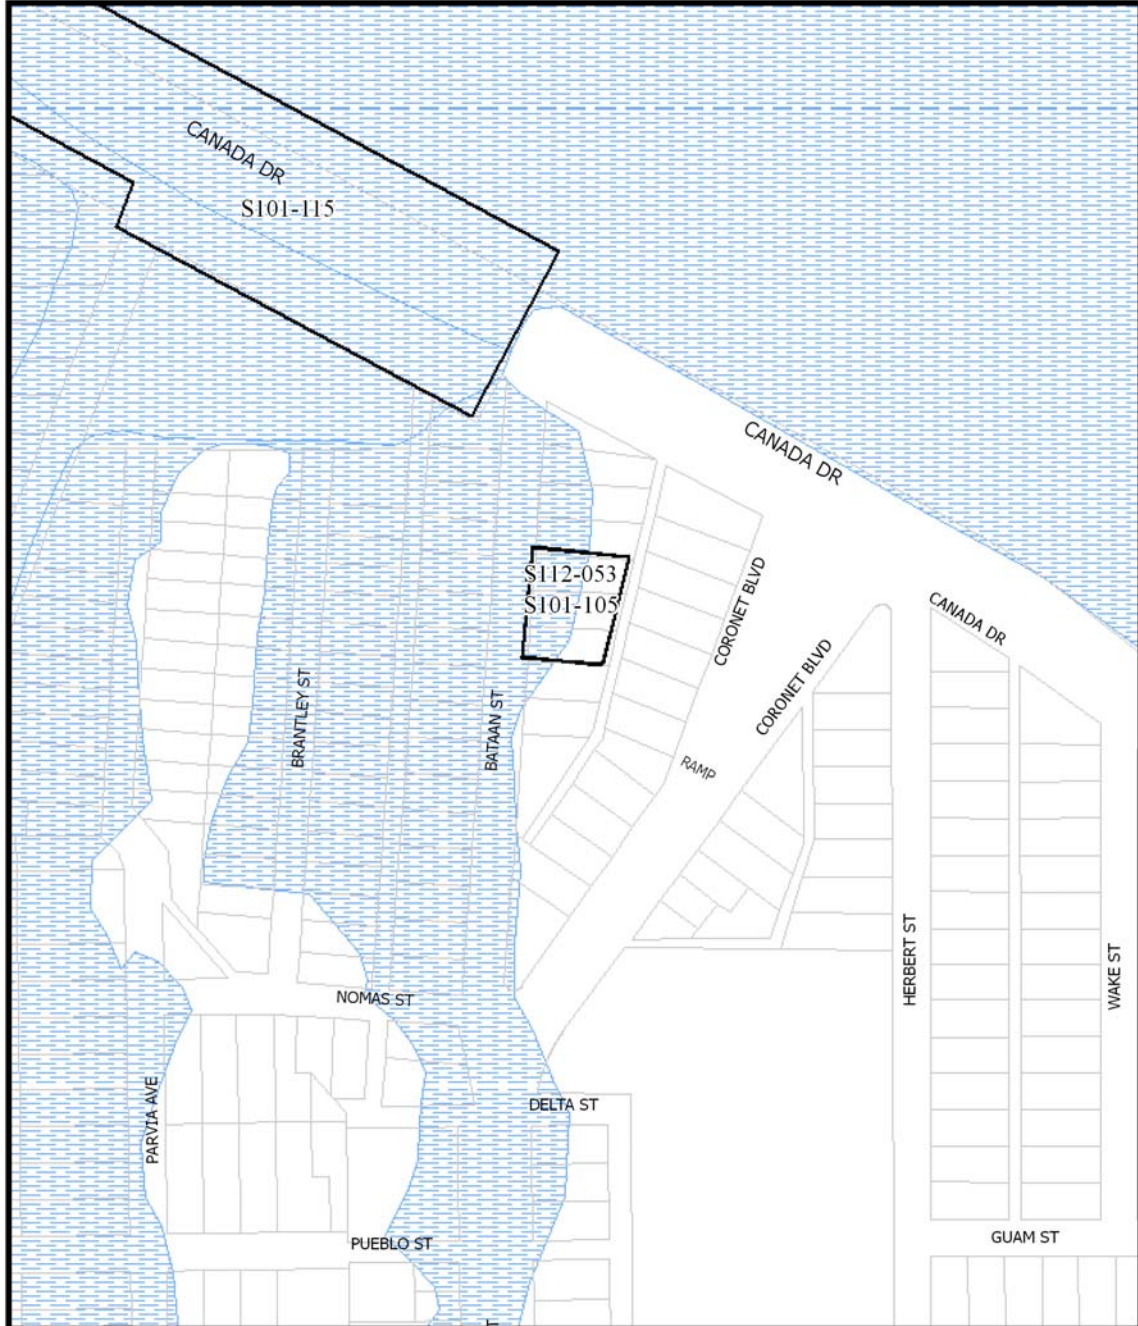 CANADA DR
S101-115
CANADA DR
S112-053
S101-105
CORONET BLVD
CANADA DR
CORONET BLVD
BRANTLEY ST
BATAAN ST
RAMP
HERBERT ST
WAKE ST
NOMAS ST
PARVIA AVE
DELTA ST
PUEBLO ST
GUAM ST
T